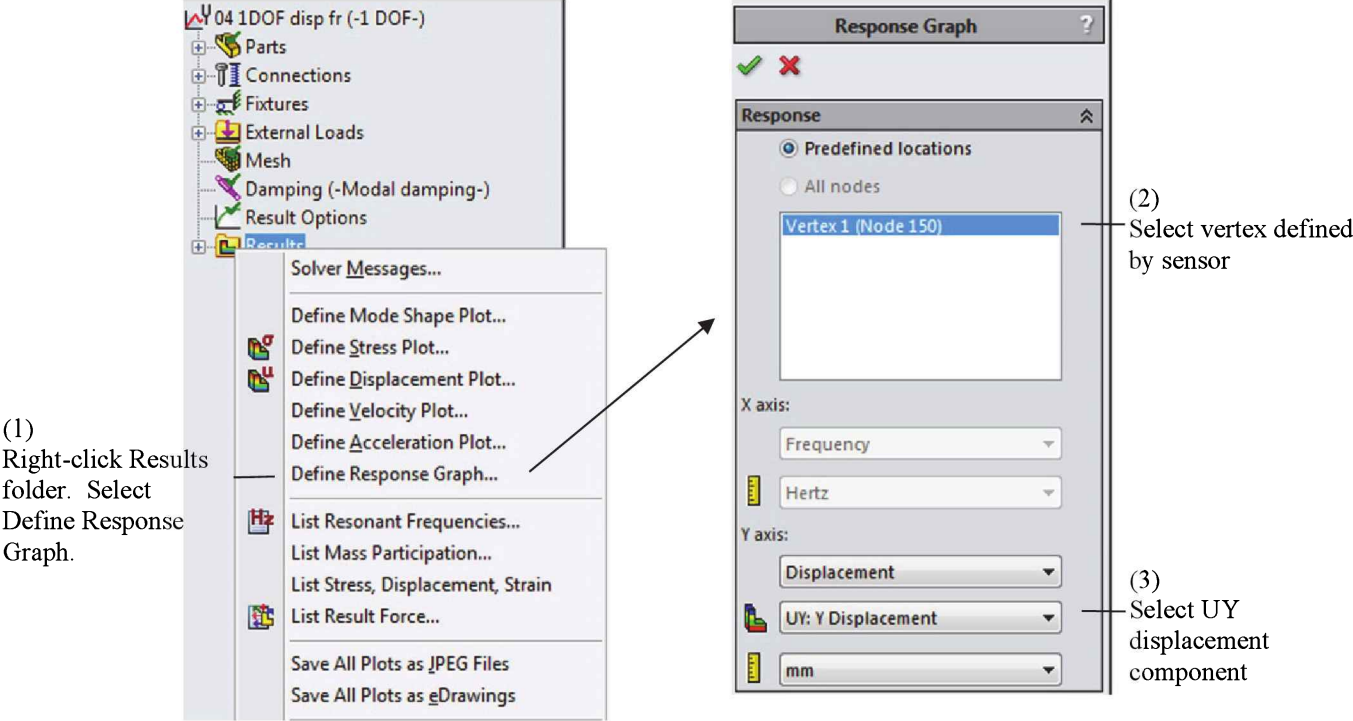 04 1DOF disp fr (-1 DOF-)
Parts
Connections
Fixtures
External Loads
Mesh
Damping (-Modal damping-)
Result Options
Results
Solver Messages...
Define Mode Shape Plot...
σ
Define Stress Plot...
u
Define Displacement Plot...
Define Velocity Plot...
Define Acceleration Plot...
Define Response Graph...
Hz
List Resonant Frequencies...
List Mass Participation...
List Stress, Displacement, Strain
List Result Force...
Save All Plots as JPEG Files
Save All Plots as eDrawings
(1)
Right-click Results
folder. Select
Define Response
Graph.
Response Graph
?
Response
Predefined locations
All nodes
Vertex 1 (Node 150)
X axis:
Frequency
Hertz
Y axis:
Displacement
UY: Y Displacement
mm
(2)
Select vertex defined
by sensor
(3)
Select UY
displacement
component